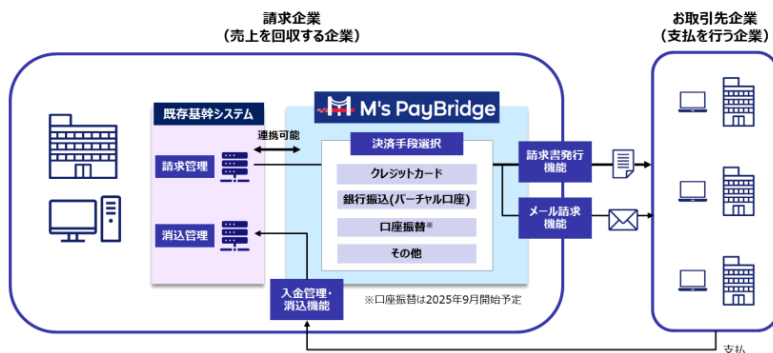 請求企業
(売上を回収する企業)
お取引先企業
(支払を行う企業)
既存基幹システム
連携可能
M's PayBridge
決済手段選択
請求管理
クレジットカード
銀行振込(バーチャル口座)
口座振替※
その他
消込管理
請求書発行
機能
メール請求
機能
入金管理・
消込機能
※口座振替は2025年9月開始予定
支払